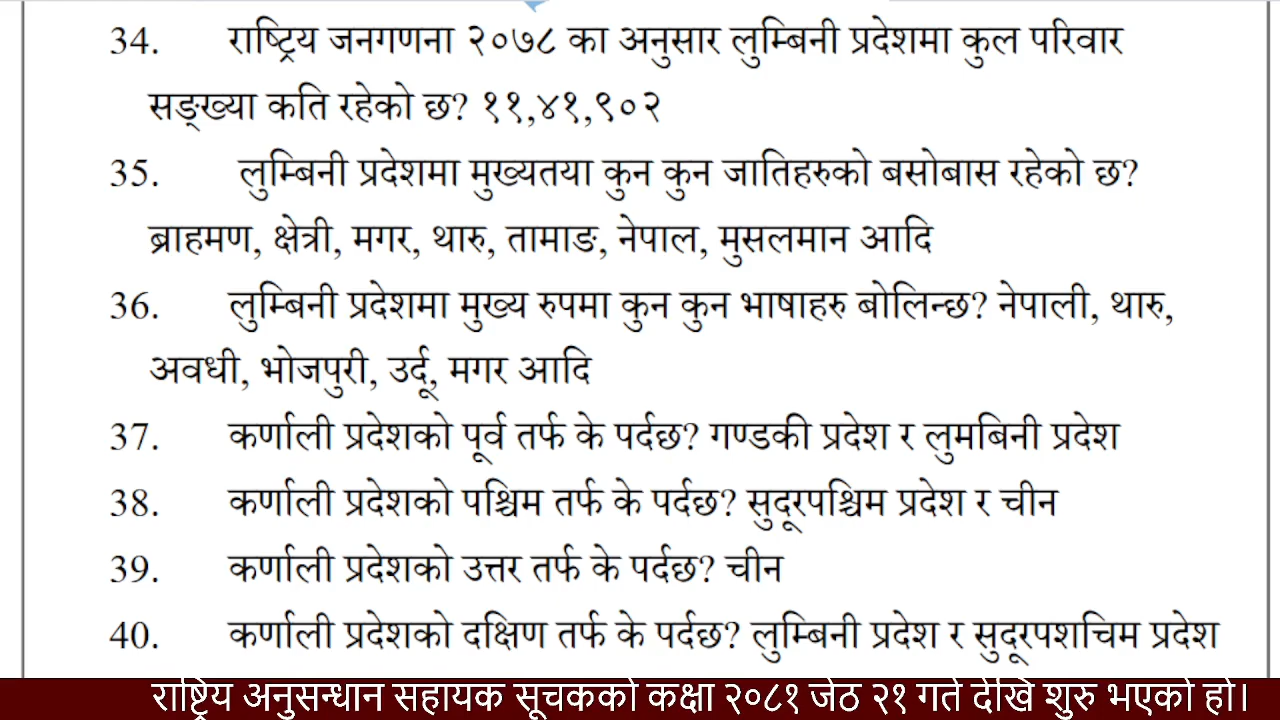 34. राष्ट्रिय जनगणना २०७८ का अनुसार लुम्बिनी प्रदेशमा कुल परिवार
सङ्ख्या कति रहेको छ? ११,४१,९०२
35. लुम्बिनी प्रदेशमा मुख्यतया कुन कुन जातिहरुको बसोबास रहेको छ?
ब्राहमण, क्षेत्री, मगर, थारु, तामाङ, नेपाल, मुसलमान आदि
36. लुम्बिनी प्रदेशमा मुख्य रुपमा कुन कुन भाषाहरु बोलिन्छ? नेपाली, थारु,
अवधी, भोजपुरी, उर्दू, मगर आदि
37. कर्णाली प्रदेशको पूर्व तर्फ के पर्दछ? गण्डकी प्रदेश र लुमबिनी प्रदेश
38. कर्णाली प्रदेशको पश्चिम तर्फ के पर्दछ? सुदूरपश्चिम प्रदेश र चीन
39. कर्णाली प्रदेशको उत्तर तर्फ के पर्दछ? चीन
40. कर्णाली प्रदेशको दक्षिण तर्फ के पर्दछ? लुम्बिनी प्रदेश र सुदूरपशचिम प्रदेश
राष्ट्रिय अनुसन्धान सहायक सूचकको कक्षा २०८१ जेठ २१ गते देखि शुरु भएको हो।